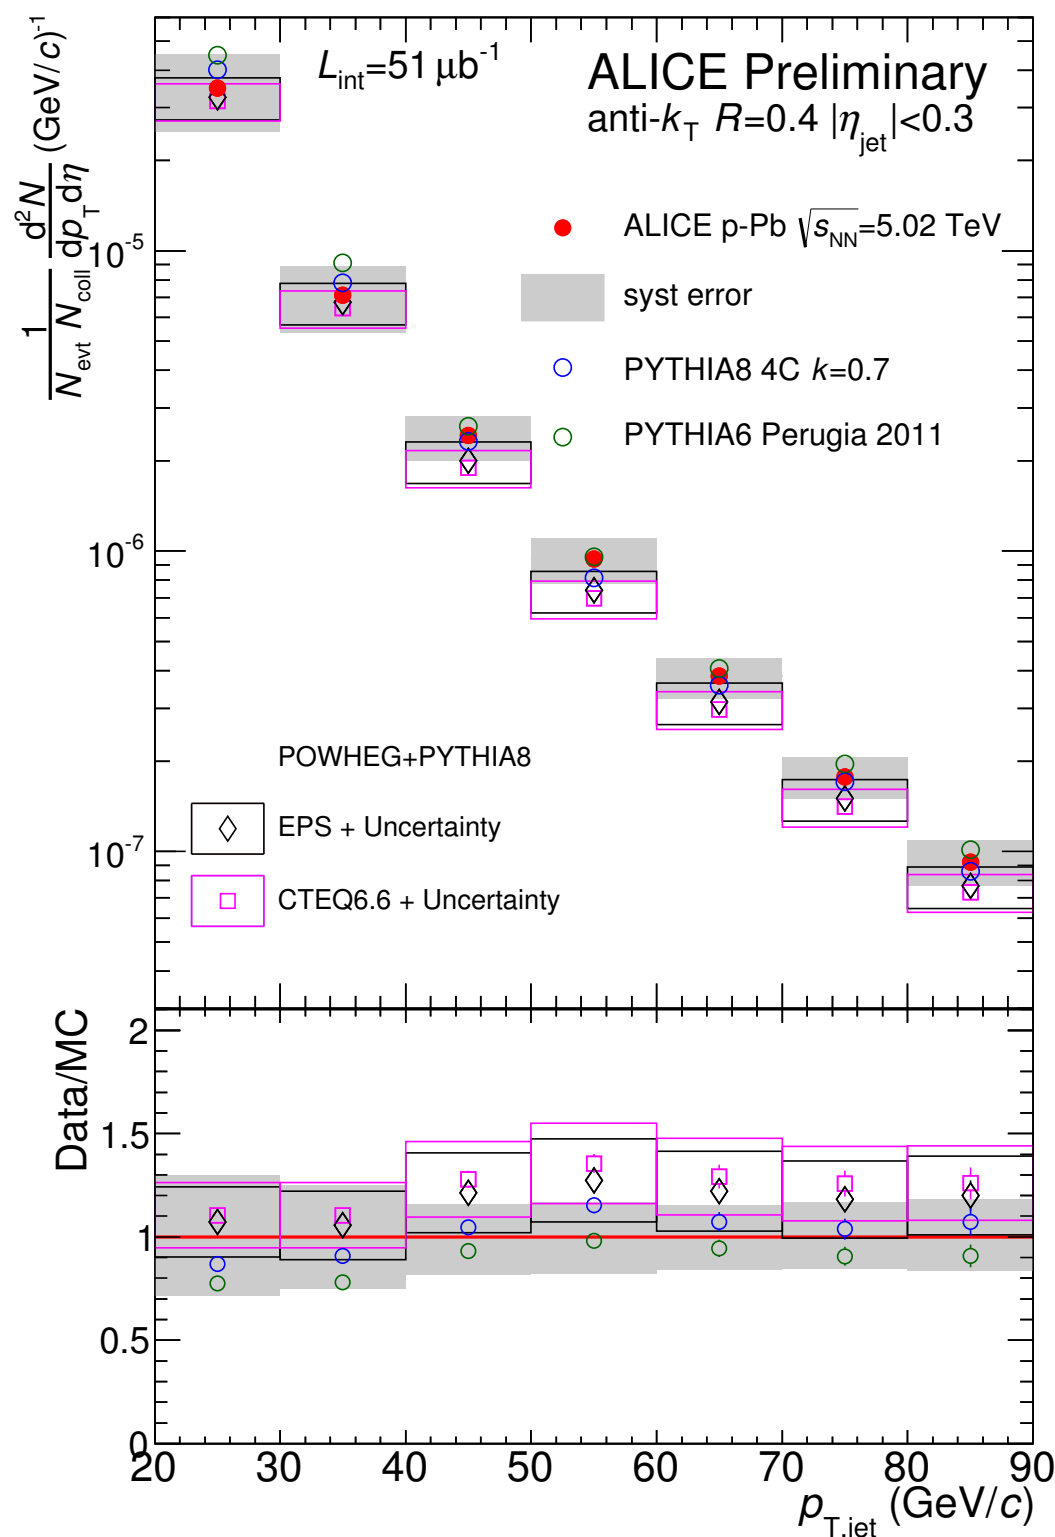 L_int=51 μb^-1
ALICE Preliminary
anti-k_T R=0.4 |η_jet|<0.3
1/(N_evt N_coll) d²N/(dp_T dη) (GeV/c)^-1
ALICE p-Pb √s_NN=5.02 TeV
syst error
PYTHIA8 4C k=0.7
PYTHIA6 Perugia 2011
10^-5
10^-6
10^-7
POWHEG+PYTHIA8
EPS + Uncertainty
CTEQ6.6 + Uncertainty
Data/MC
2
1.5
1
0.5
0
20 30 40 50 60 70 80 90
p_T,jet (GeV/c)